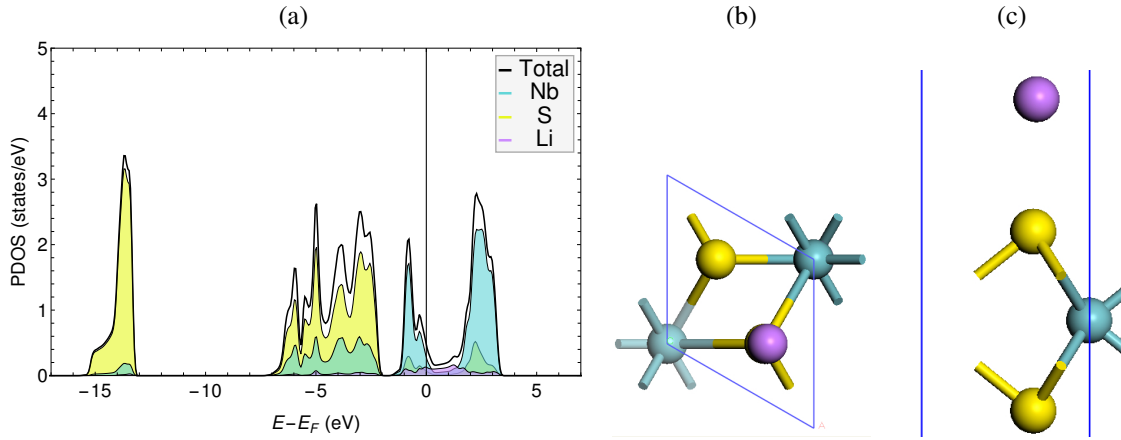 (a)
(b)
(c)
PDOS (states/eV)
5
4
3
2
1
0
Total
Nb
S
Li
−15
−10
−5
0
5
E−E_F (eV)
A